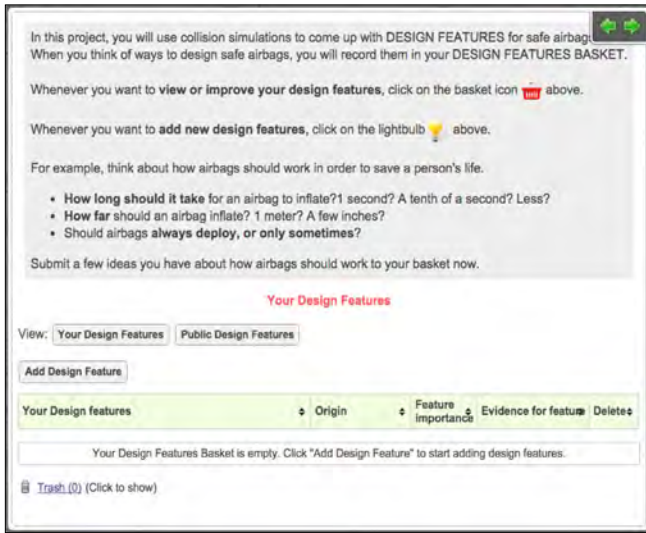 In this project, you will use collision simulations to come up with DESIGN FEATURES for safe airbag
When you think of ways to design safe airbags, you will record them in your DESIGN FEATURES BASKET.
Whenever you want to view or improve your design features, click on the basket icon above.
Whenever you want to add new design features, click on the lightbulb above.
For example, think about how airbags should work in order to save a person's life.
• How long should it take for an airbag to inflate?1 second? A tenth of a second? Less?
• How far should an airbag inflate? 1 meter? A few inches?
• Should airbags always deploy, or only sometimes?
Submit a few ideas you have about how airbags should work to your basket now.
Your Design Features
View: Your Design Features Public Design Features
Add Design Feature
Your Design features Origin Feature importance Evidence for feature Delete
Your Design Features Basket is empty. Click "Add Design Feature" to start adding design features.
Trash (0) (Click to show)